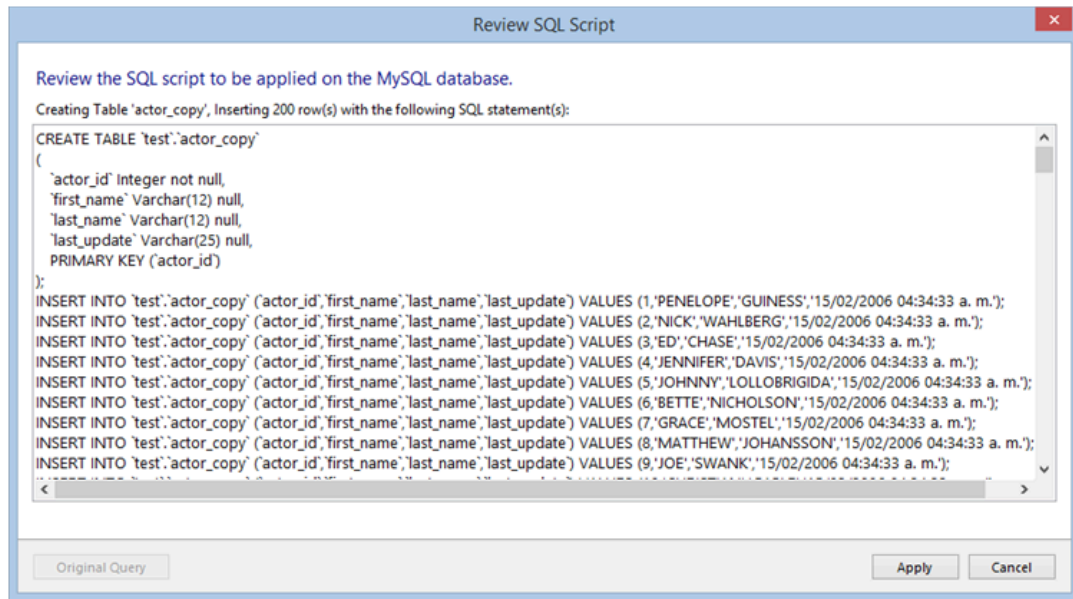 Review SQL Script
Review the SQL script to be applied on the MySQL database.
Creating Table 'actor_copy', Inserting 200 row(s) with the following SQL statement(s):
CREATE TABLE `test`.`actor_copy`
(
`actor_id` Integer not null,
`first_name` Varchar(12) null,
`last_name` Varchar(12) null,
`last_update` Varchar(25) null,
PRIMARY KEY (`actor_id`)
);
INSERT INTO `test`.`actor_copy` (`actor_id`,`first_name`,`last_name`,`last_update`) VALUES (1,'PENELOPE','GUINESS','15/02/2006 04:34:33 a. m.');
INSERT INTO `test`.`actor_copy` (`actor_id`,`first_name`,`last_name`,`last_update`) VALUES (2,'NICK','WAHLBERG','15/02/2006 04:34:33 a. m.');
INSERT INTO `test`.`actor_copy` (`actor_id`,`first_name`,`last_name`,`last_update`) VALUES (3,'ED','CHASE','15/02/2006 04:34:33 a. m.');
INSERT INTO `test`.`actor_copy` (`actor_id`,`first_name`,`last_name`,`last_update`) VALUES (4,'JENNIFER','DAVIS','15/02/2006 04:34:33 a. m.');
INSERT INTO `test`.`actor_copy` (`actor_id`,`first_name`,`last_name`,`last_update`) VALUES (5,'JOHNNY','LOLLOBRIGIDA','15/02/2006 04:34:33 a. m.');
INSERT INTO `test`.`actor_copy` (`actor_id`,`first_name`,`last_name`,`last_update`) VALUES (6,'BETTE','NICHOLSON','15/02/2006 04:34:33 a. m.');
INSERT INTO `test`.`actor_copy` (`actor_id`,`first_name`,`last_name`,`last_update`) VALUES (7,'GRACE','MOSTEL','15/02/2006 04:34:33 a. m.');
INSERT INTO `test`.`actor_copy` (`actor_id`,`first_name`,`last_name`,`last_update`) VALUES (8,'MATTHEW','JOHANSSON','15/02/2006 04:34:33 a. m.');
INSERT INTO `test`.`actor_copy` (`actor_id`,`first_name`,`last_name`,`last_update`) VALUES (9,'JOE','SWANK','15/02/2006 04:34:33 a. m.');
Original Query
Apply
Cancel